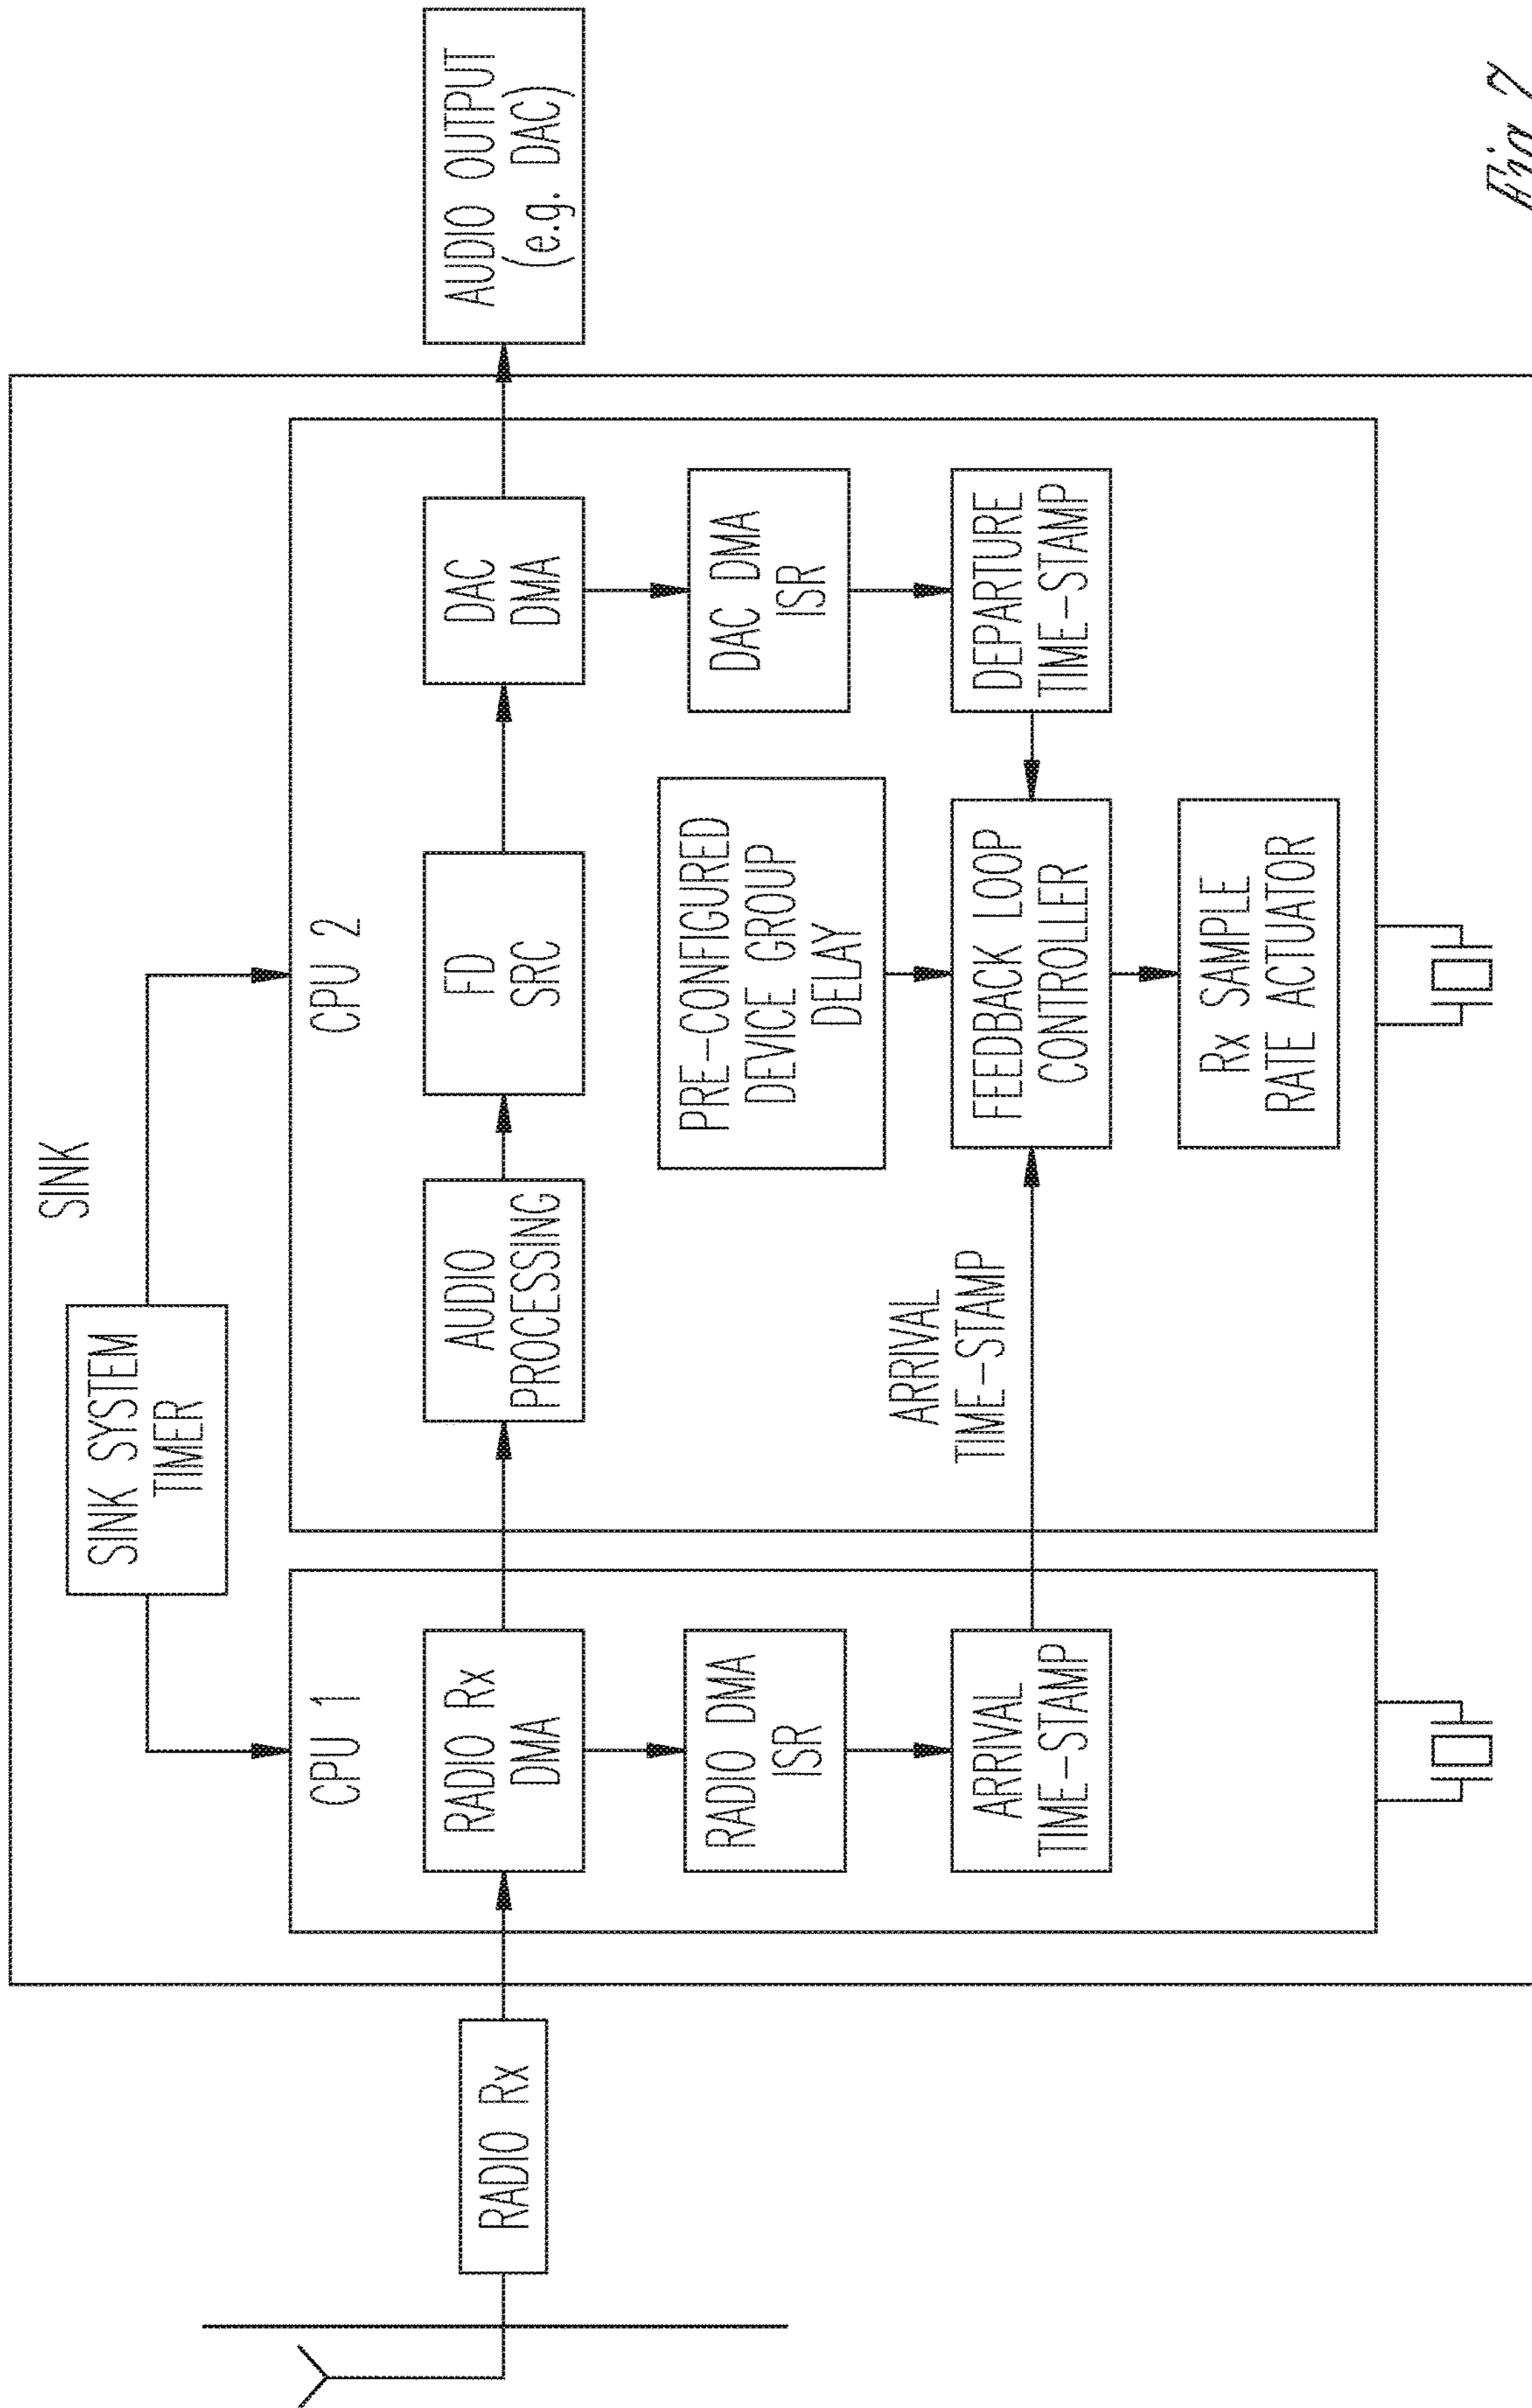 SINK
SINK SYSTEM
TIMER
CPU 1
CPU 2
RADIO Rx
RADIO Rx
DMA
AUDIO
PROCESSING
FD
SRC
DAC
DMA
AUDIO OUTPUT
(e.g. DAC)
RADIO DMA
ISR
PRE-CONFIGURED
DEVICE GROUP
DELAY
DAC DMA
ISR
ARRIVAL
TIME-STAMP
ARRIVAL
TIME-STAMP
FEEDBACK LOOP
CONTROLLER
DEPARTURE
TIME-STAMP
Rx SAMPLE
RATE ACTUATOR
Fig 7